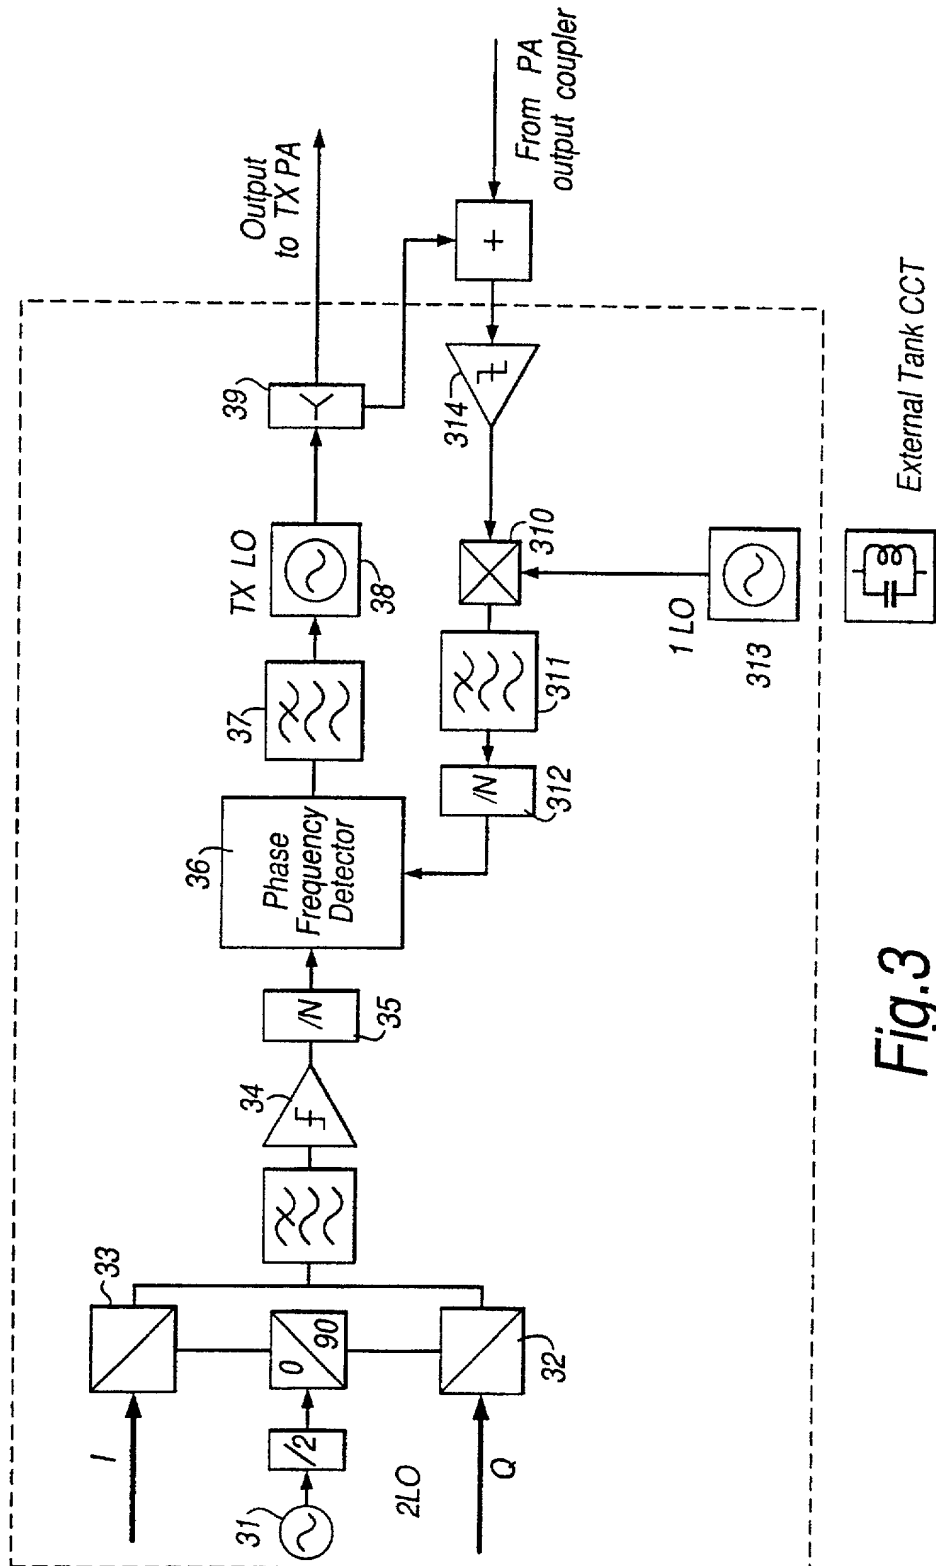 I
33
31
/2
0
90
2LO
Q
32
34
/N
35
36
Phase
Frequency
Detector
37
TX LO
38
39
Output
to TX PA
From PA
output coupler
+
314
310
311
/N
312
1 LO
313
External Tank CCT
Fig.3